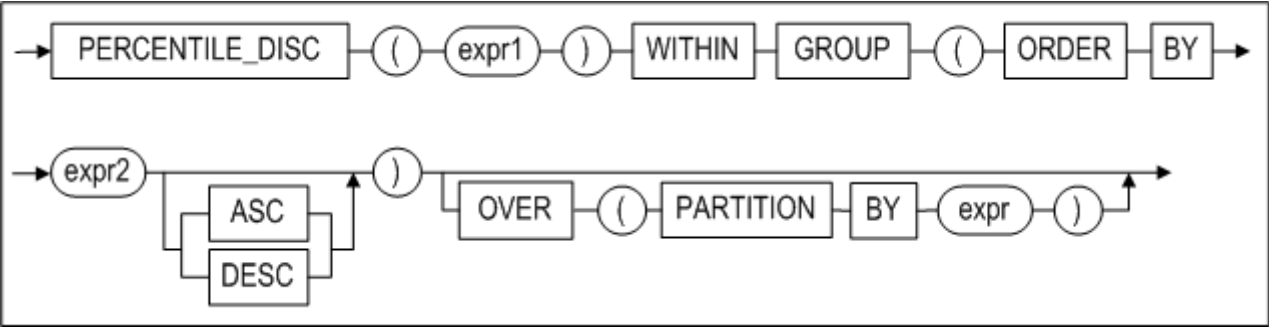 PERCENTILE_DISC ( expr1 ) WITHIN GROUP ( ORDER BY
expr2 ) 
ASC OVER ( PARTITION BY expr )
DESC